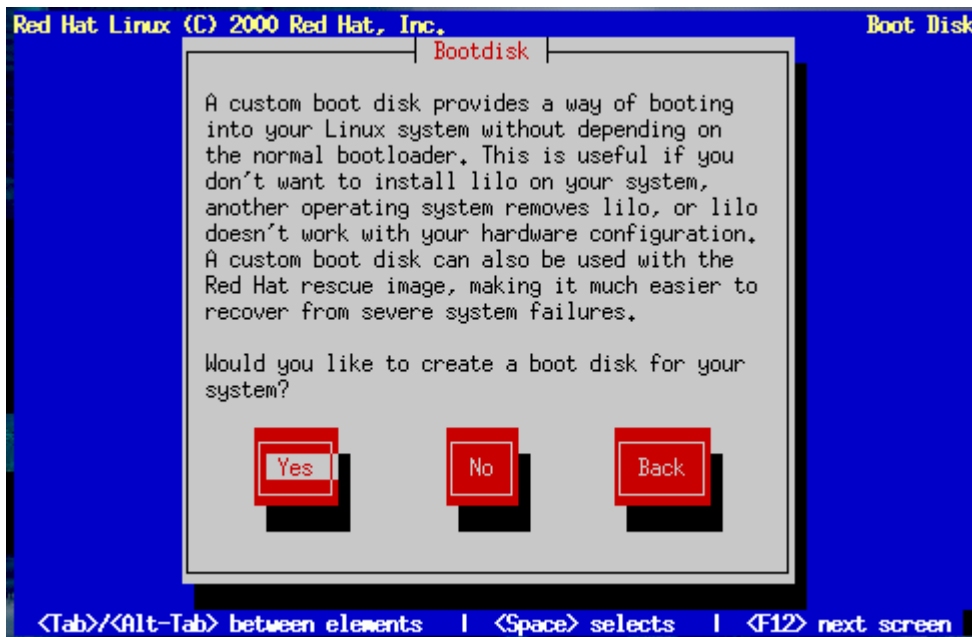 Red Hat Linux (C) 2000 Red Hat, Inc. Boot Disk
Bootdisk
A custom boot disk provides a way of booting
into your Linux system without depending on
the normal bootloader. This is useful if you
don't want to install lilo on your system,
another operating system removes lilo, or lilo
doesn't work with your hardware configuration.
A custom boot disk can also be used with the
Red Hat rescue image, making it much easier to
recover from severe system failures.
Would you like to create a boot disk for your
system?
Yes No Back
<Tab>/<Alt-Tab> between elements | <Space> selects | <F12> next screen